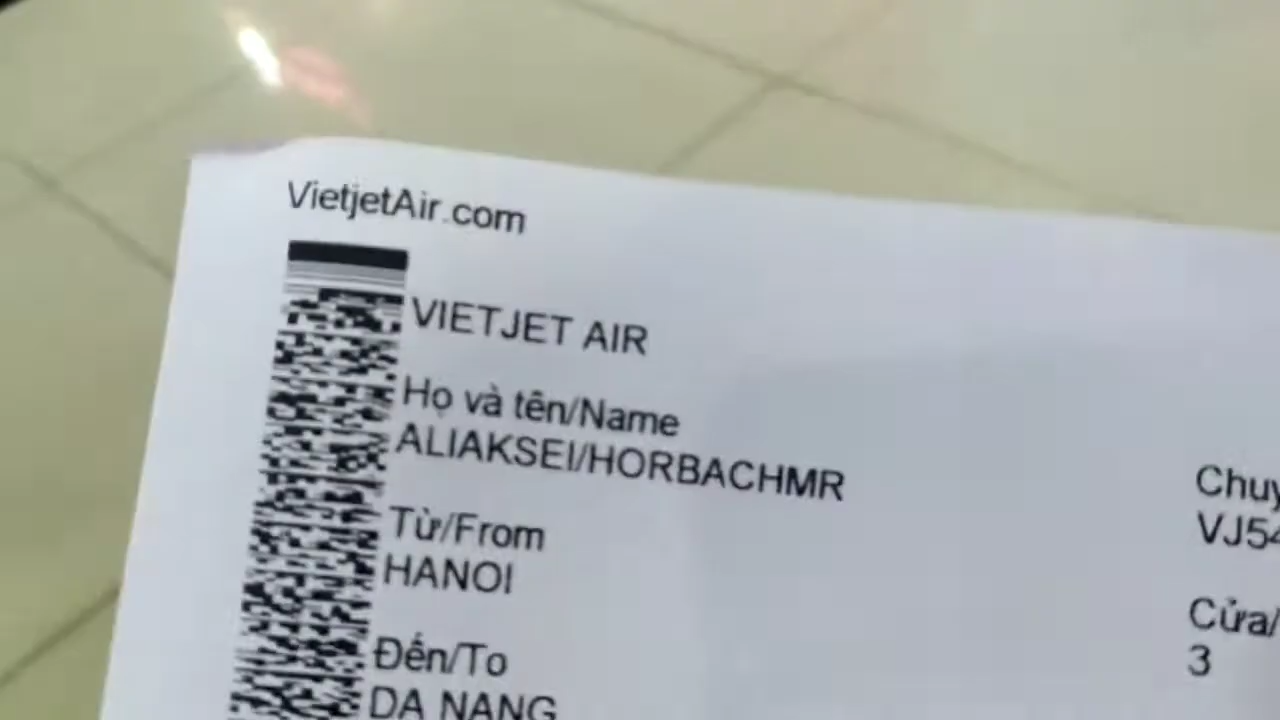 VietjetAir.com
VIETJET AIR
Họ và tên/Name
ALIAKSEI/HORBACHMR
Chuy
VJ54
Từ/From
HANOI
Cửa/
3
Đến/To
DA NANG